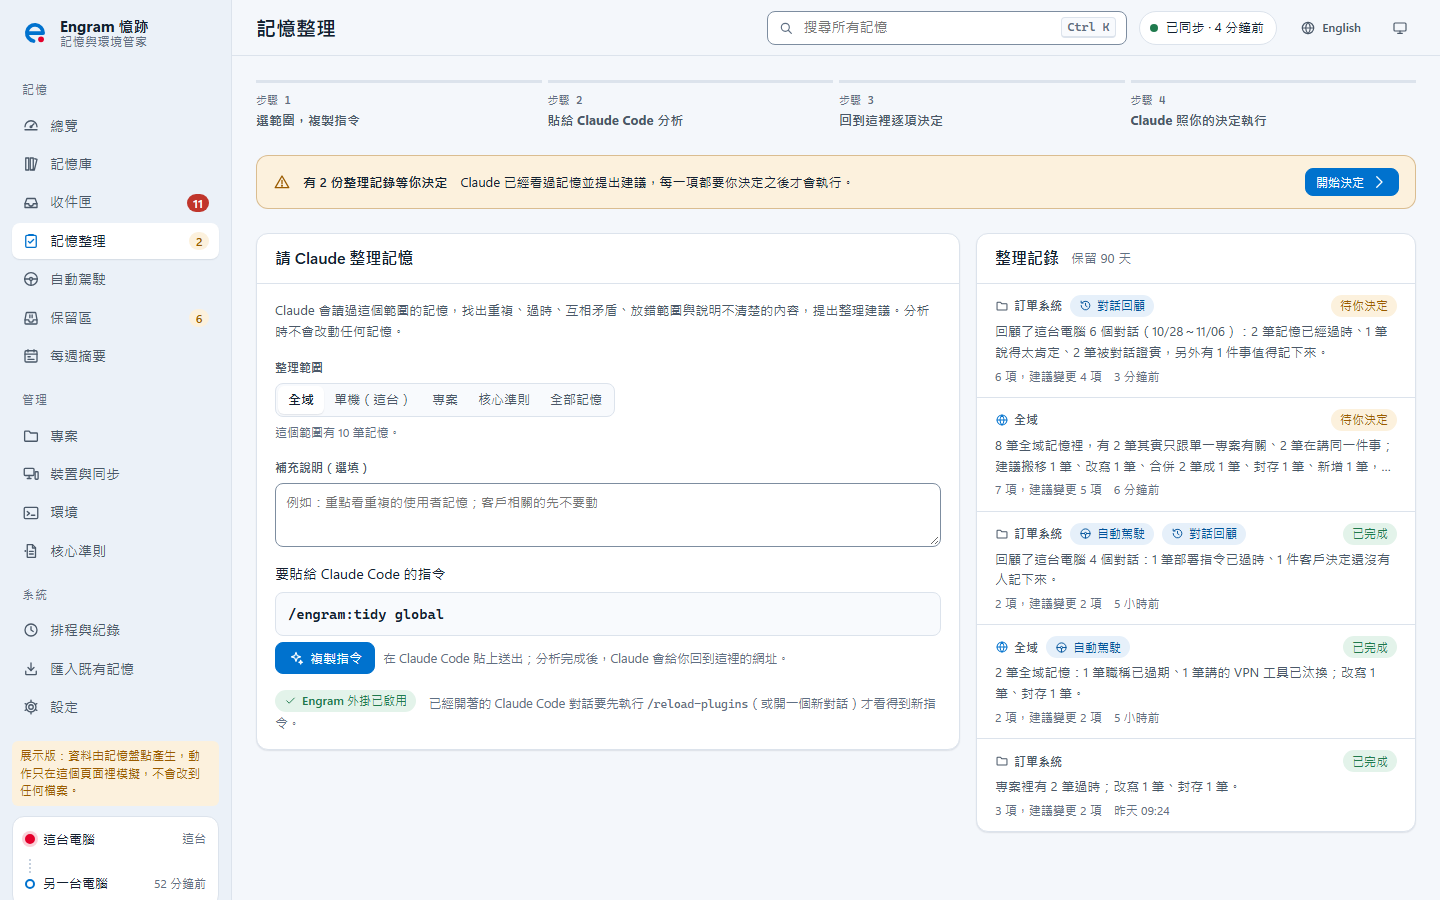 Engram 憶跡
記憶與環境管家
記憶
總覽
記憶庫
收件匣 11
記憶整理 2
自動駕駛
保留區 6
每週摘要
管理
專案
裝置與同步
環境
核心準則
系統
排程與紀錄
匯入既有記憶
設定
展示版：資料由記憶盤點產生，動
作只在這個頁面裡模擬，不會改到
任何檔案。
這台電腦 這台
另一台電腦 52 分鐘前
記憶整理
搜尋所有記憶 Ctrl K
已同步 · 4 分鐘前
English
步驟 1
選範圍，複製指令
步驟 2
貼給 Claude Code 分析
步驟 3
回到這裡逐項決定
步驟 4
Claude 照你的決定執行
有 2 份整理記錄等你決定 Claude 已經看過記憶並提出建議，每一項都要你決定之後才會執行。
開始決定
請 Claude 整理記憶
Claude 會讀過這個範圍的記憶，找出重複、過時、互相矛盾、放錯範圍與說明不清楚的內容，提出整理建議。分析
時不會改動任何記憶。
整理範圍
全域 單機（這台） 專案 核心準則 全部記憶
這個範圍有 10 筆記憶。
補充說明（選填）
例如：重點看重複的使用者記憶；客戶相關的先不要動
要貼給 Claude Code 的指令
/engram:tidy global
複製指令 在 Claude Code 貼上送出；分析完成後，Claude 會給你回到這裡的網址。
Engram 外掛已啟用 已經開著的 Claude Code 對話要先執行 /reload-plugins（或開一個新對話）才看得到新指
令。
整理記錄 保留 90 天
訂單系統 對話回顧 待你決定
回顧了這台電腦 6 個對話（10/28～11/06）：2 筆記憶已經過時、1 筆
說得太肯定、2 筆被對話證實，另外有 1 件事值得記下來。
6 項，建議變更 4 項 3 分鐘前
全域 待你決定
8 筆全域記憶裡，有 2 筆其實只跟單一專案有關、2 筆在講同一件事；
建議搬移 1 筆、改寫 1 筆、合併 2 筆成 1 筆、封存 1 筆、新增 1 筆，…
7 項，建議變更 5 項 6 分鐘前
訂單系統 自動駕駛 對話回顧 已完成
回顧了這台電腦 4 個對話：1 筆部署指令已過時、1 件客戶決定還沒有
人記下來。
2 項，建議變更 2 項 5 小時前
全域 自動駕駛 已完成
2 筆全域記憶：1 筆職稱已過期、1 筆講的 VPN 工具已汰換；改寫 1
筆、封存 1 筆。
2 項，建議變更 2 項 5 小時前
訂單系統 已完成
專案裡有 2 筆過時；改寫 1 筆、封存 1 筆。
3 項，建議變更 2 項 昨天 09:24